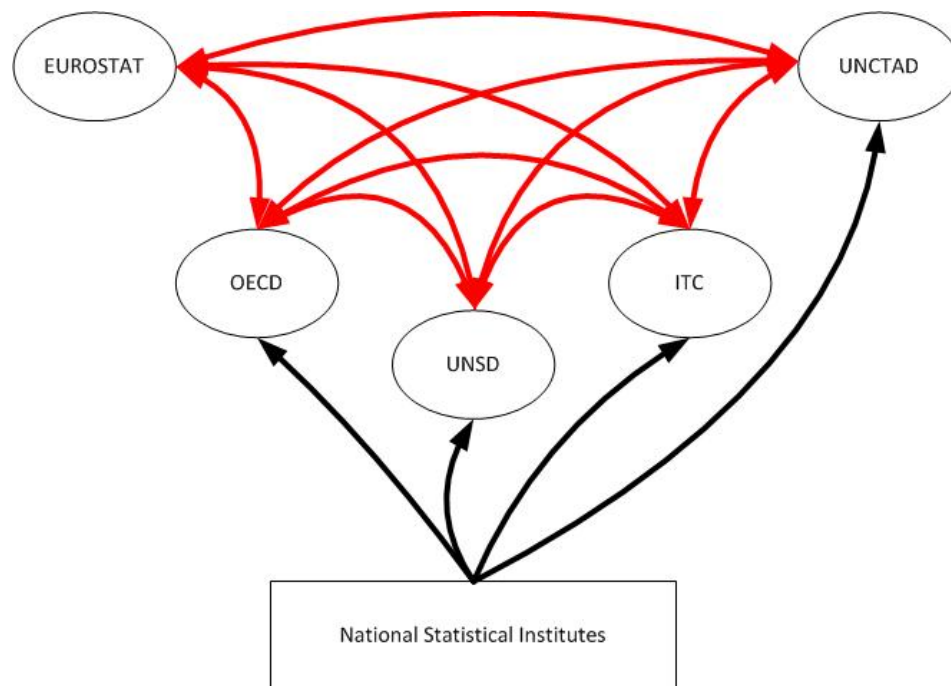 EUROSTAT
UNCTAD
OECD
ITC
UNSD
National Statistical Institutes